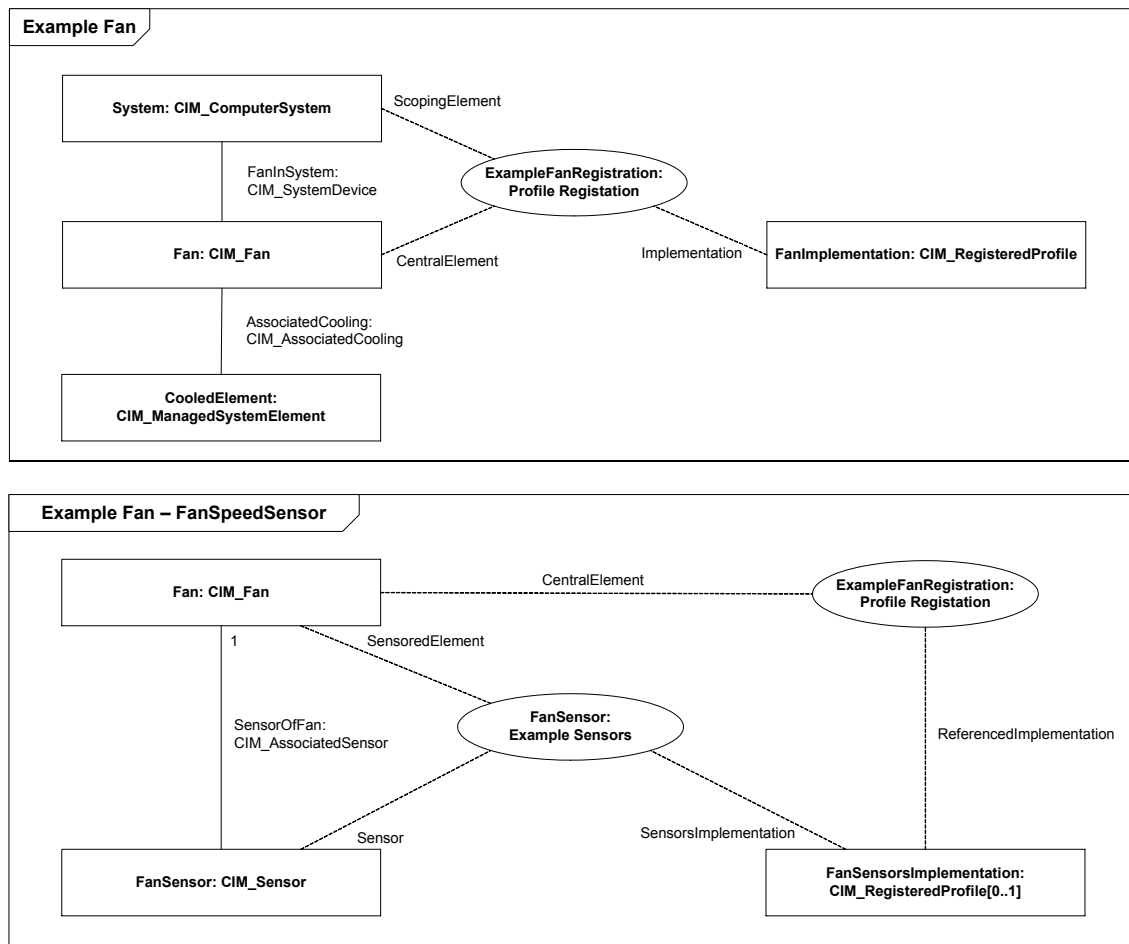 Example Fan
System: CIM_ComputerSystem
ScopingElement
ExampleFanRegistration:
Profile Registation
FanInSystem:
CIM_SystemDevice
Fan: CIM_Fan
CentralElement
Implementation
FanImplementation: CIM_RegisteredProfile
AssociatedCooling:
CIM_AssociatedCooling
CooledElement:
CIM_ManagedSystemElement
Example Fan – FanSpeedSensor
Fan: CIM_Fan
CentralElement
ExampleFanRegistration:
Profile Registation
1
SensoredElement
SensorOfFan:
CIM_AssociatedSensor
FanSensor:
Example Sensors
ReferencedImplementation
Sensor
SensorsImplementation
FanSensor: CIM_Sensor
FanSensorsImplementation:
CIM_RegisteredProfile[0..1]